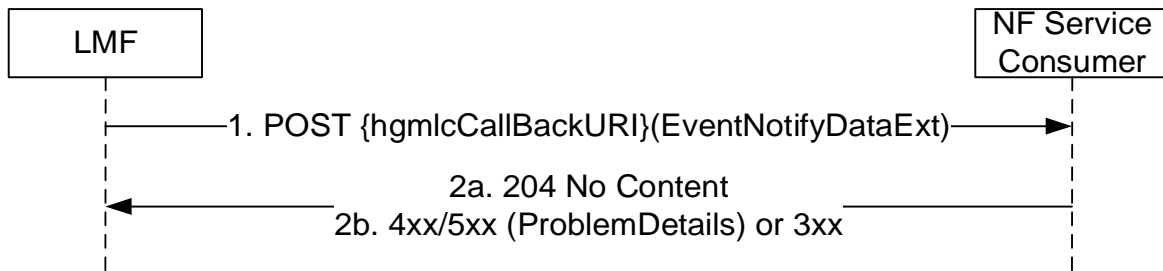 LMF
NF Service
Consumer
1. POST {hgmlcCallBackURI}(EventNotifyDataExt)
2a. 204 No Content
2b. 4xx/5xx (ProblemDetails) or 3xx